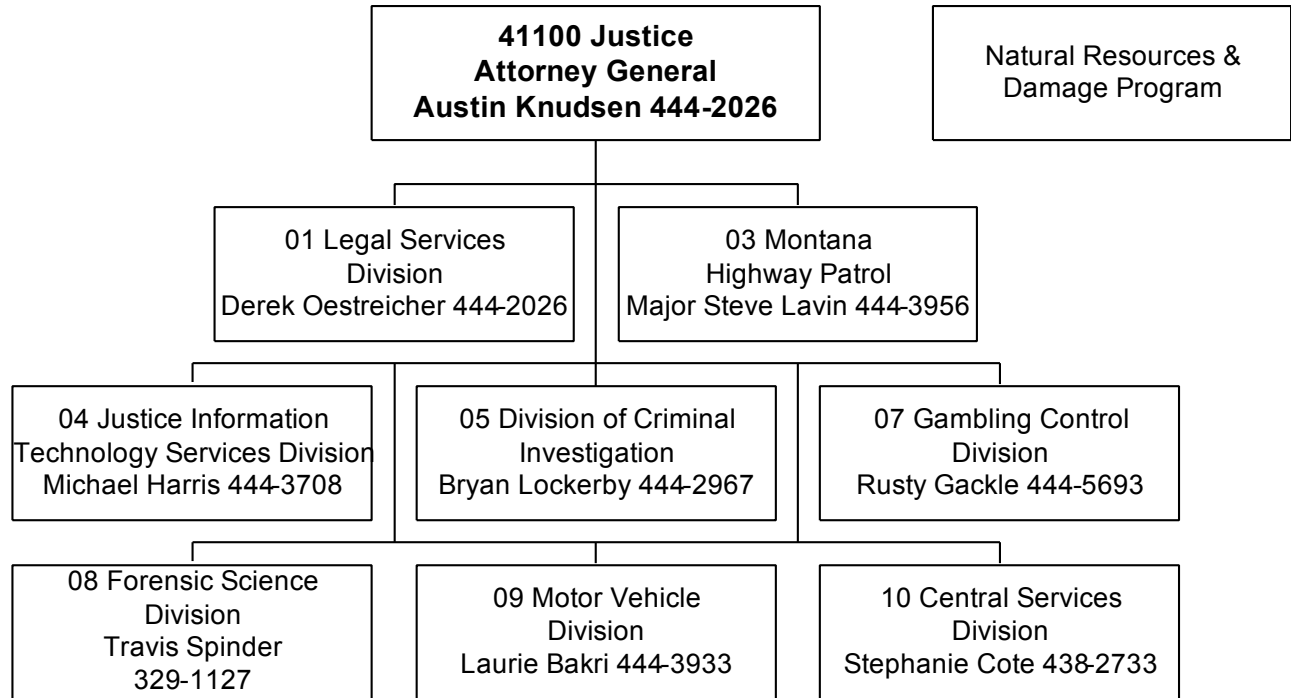 41100 Justice
Attorney General
Austin Knudsen 444-2026
Natural Resources &
Damage Program
01 Legal Services
Division
Derek Oestreicher 444-2026
03 Montana
Highway Patrol
Major Steve Lavin 444-3956
04 Justice Information
Technology Services Division
Michael Harris 444-3708
05 Division of Criminal
Investigation
Bryan Lockerby 444-2967
07 Gambling Control
Division
Rusty Gackle 444-5693
08 Forensic Science
Division
Travis Spinder
329-1127
09 Motor Vehicle
Division
Laurie Bakri 444-3933
10 Central Services
Division
Stephanie Cote 438-2733